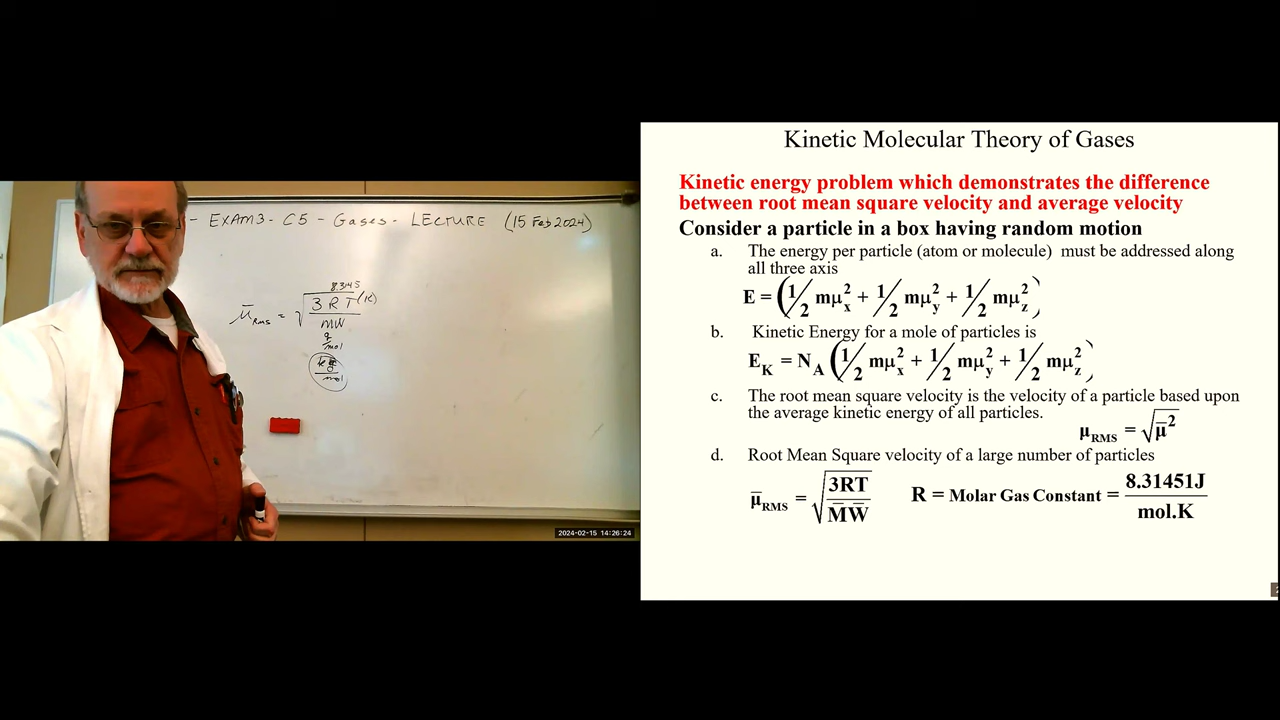 - EXAM3 - C5 - Gases - LECTURE (15 Feb 2024)
8.3145
μ̄RMS = √(3RT(K) / MW)
g/mol
mol
2024-02-15 14:26:24
Kinetic Molecular Theory of Gases
Kinetic energy problem which demonstrates the difference
between root mean square velocity and average velocity
Consider a particle in a box having random motion
a. The energy per particle (atom or molecule) must be addressed along
all three axis
E = (1/2 mμx² + 1/2 mμy² + 1/2 mμz²)
b. Kinetic Energy for a mole of particles is
EK = NA (1/2 mμx² + 1/2 mμy² + 1/2 mμz²)
c. The root mean square velocity is the velocity of a particle based upon
the average kinetic energy of all particles.
μRMS = √μ̄²
d. Root Mean Square velocity of a large number of particles
μ̄RMS = √(3RT / M̄W̄) R = Molar Gas Constant = 8.31451J / mol.K